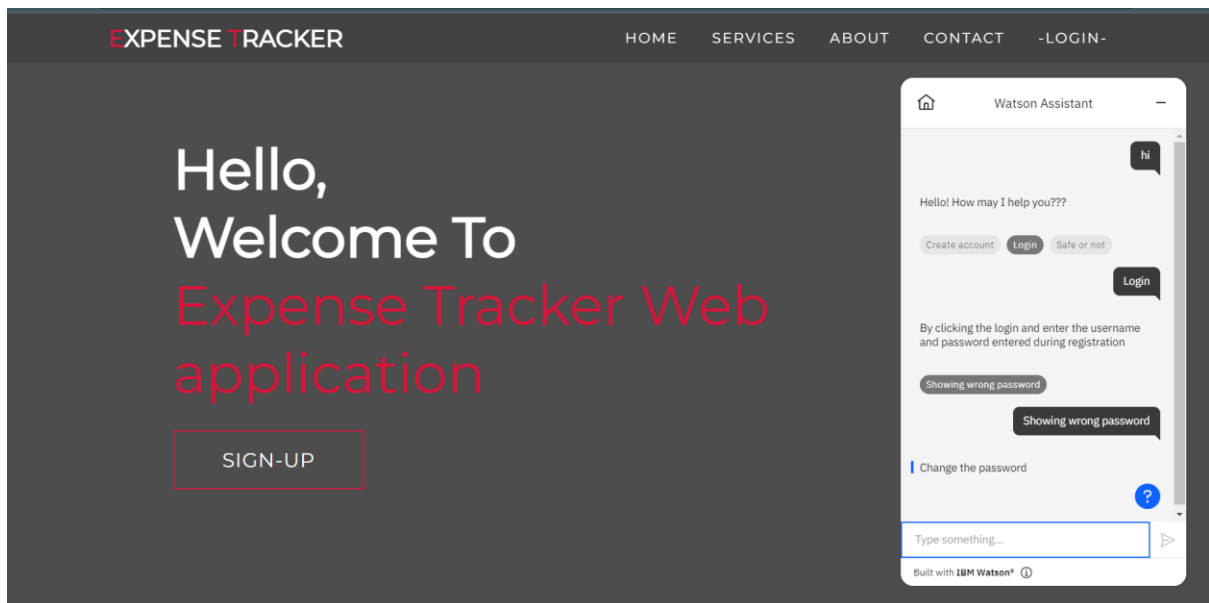 EXPENSE TRACKER
HOME SERVICES ABOUT CONTACT -LOGIN-
Hello,
Welcome To
Expense Tracker Web
application
SIGN-UP
Watson Assistant
hi
Hello! How may I help you???
Create account Login Safe or not
Login
By clicking the login and enter the username
and password entered during registration
Showing wrong password
Showing wrong password
Change the password
?
Type something...
Built with IBM Watson®